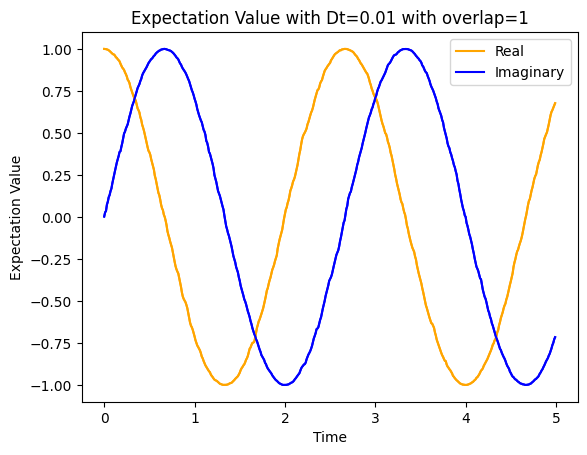 Expectation Value with Dt=0.01 with overlap=1
Real
Imaginary
1.00
0.75
0.50
0.25
0.00
−0.25
−0.50
−0.75
−1.00
Expectation Value
0 1 2 3 4 5
Time